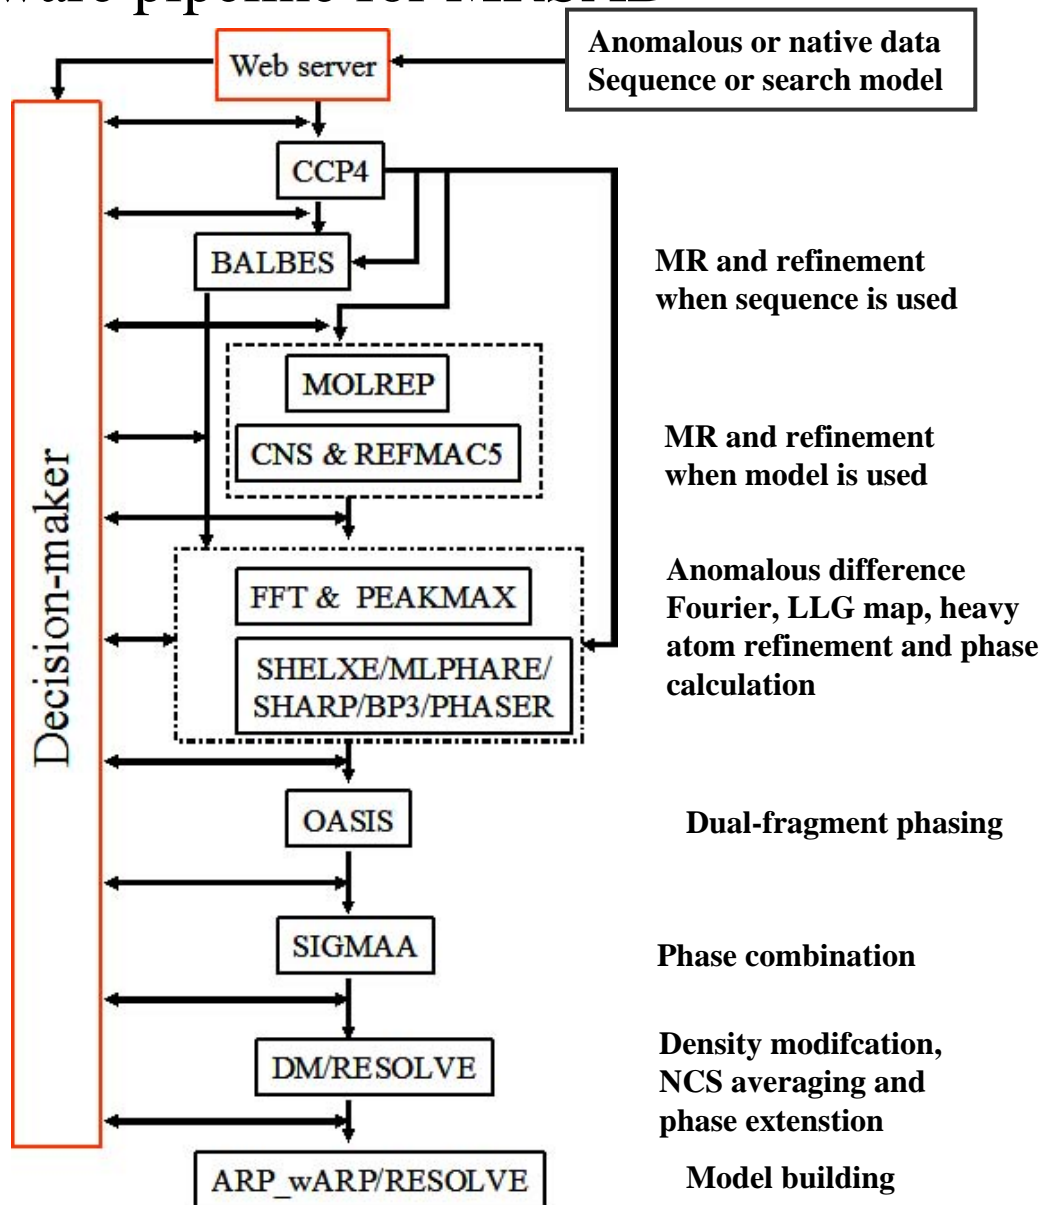 Anomalous or native data
Sequence or search model
Web server
CCP4
BALBES
MR and refinement
when sequence is used
MOLREP
CNS & REFMAC5
MR and refinement
when model is used
Decision-maker
FFT & PEAKMAX
SHELXE/MLPHARE/
SHARP/BP3/PHASER
Anomalous difference
Fourier, LLG map, heavy
atom refinement and phase
calculation
OASIS
Dual-fragment phasing
SIGMAA
Phase combination
DM/RESOLVE
Density modifcation,
NCS averaging and
phase extenstion
ARP_wARP/RESOLVE
Model building